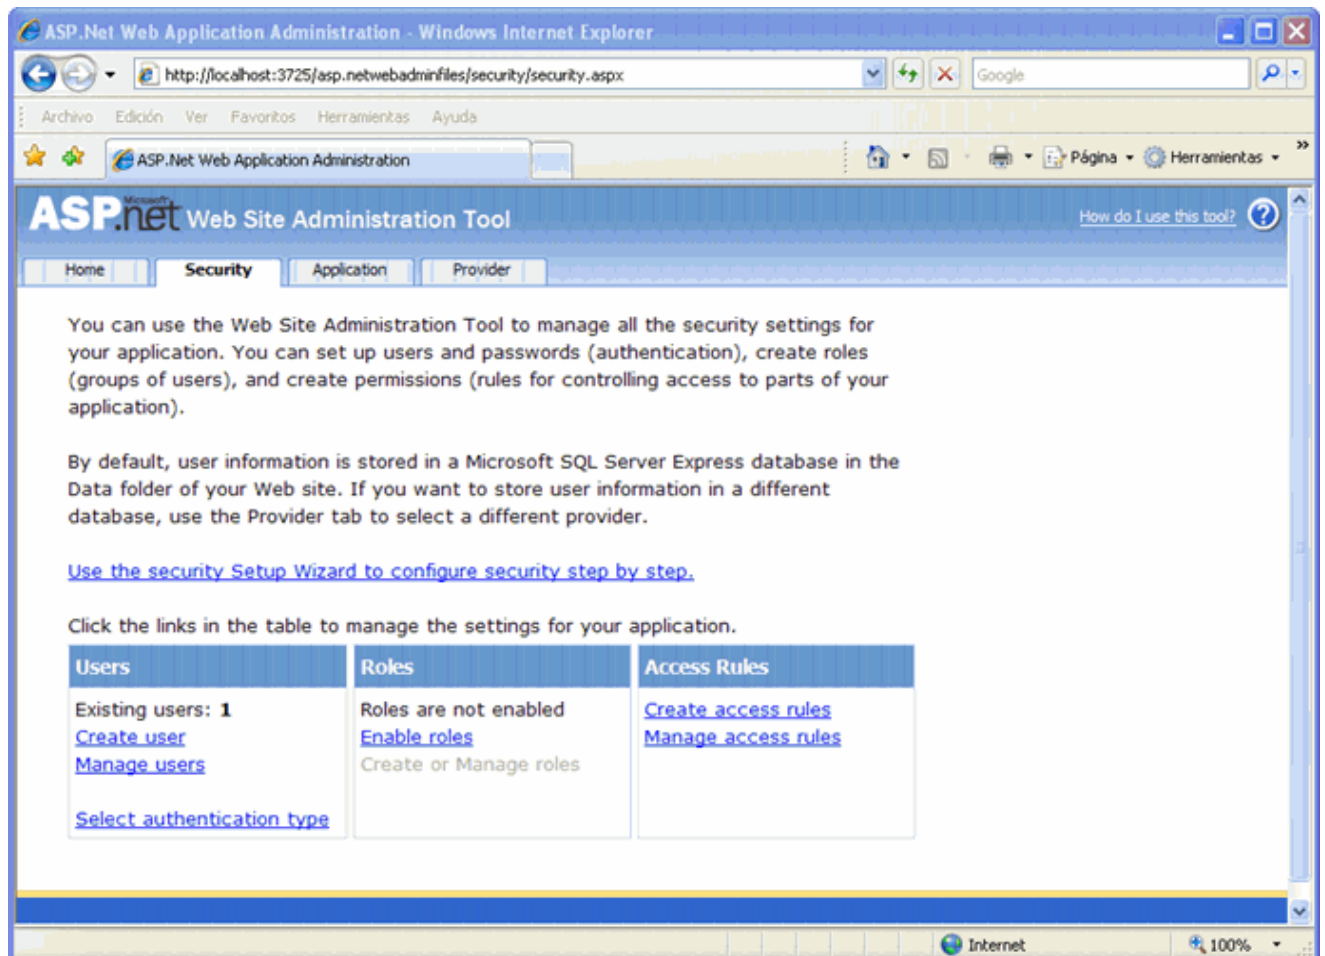 ASP.Net Web Application Administration - Windows Internet Explorer
http://localhost:3725/asp.netwebadminfiles/security/security.aspx
Google
Archivo Edición Ver Favoritos Herramientas Ayuda
ASP.Net Web Application Administration
Página
Herramientas
Microsoft
ASP.net Web Site Administration Tool
How do I use this tool?
Home Security Application Provider
You can use the Web Site Administration Tool to manage all the security settings for
your application. You can set up users and passwords (authentication), create roles
(groups of users), and create permissions (rules for controlling access to parts of your
application).
By default, user information is stored in a Microsoft SQL Server Express database in the
Data folder of your Web site. If you want to store user information in a different
database, use the Provider tab to select a different provider.
Use the security Setup Wizard to configure security step by step.
Click the links in the table to manage the settings for your application.
Users
Existing users: 1
Create user
Manage users
Select authentication type
Roles
Roles are not enabled
Enable roles
Create or Manage roles
Access Rules
Create access rules
Manage access rules
Internet
100%